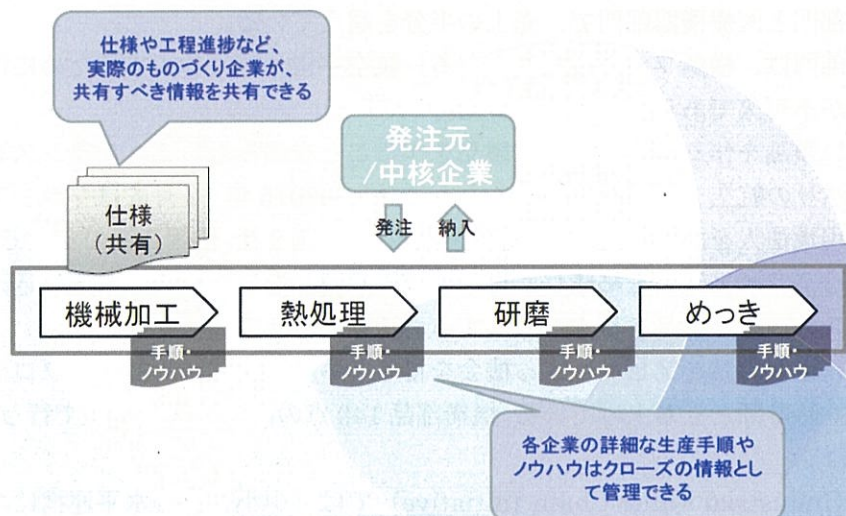 仕様や工程進捗など、
実際のものづくり企業が、
共有すべき情報を共有できる
発注元
/中核企業
仕様
(共有)
発注 納入
機械加工 熱処理 研磨 めっき
手順・ 手順・ 手順・ 手順・
ノウハウ ノウハウ ノウハウ ノウハウ
各企業の詳細な生産手順や
ノウハウはクローズの情報とし
て管理できる